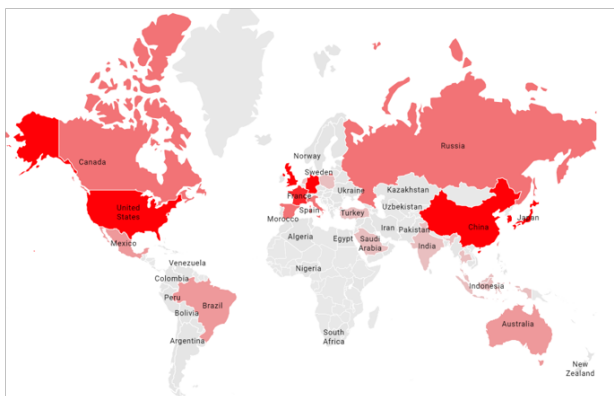 Canada
United
States
Mexico
Venezuela
Colombia
Peru
Brazil
Bolivia
Argentina
Norway
Sweden
Russia
France
Ukraine
Kazakhstan
Spain
Turkey
Uzbekistan
Morocco
Algeria
Egypt
Saudi
Arabia
Iran
Pakistan
India
China
Japan
Nigeria
South
Africa
Indonesia
Australia
New
Zealand